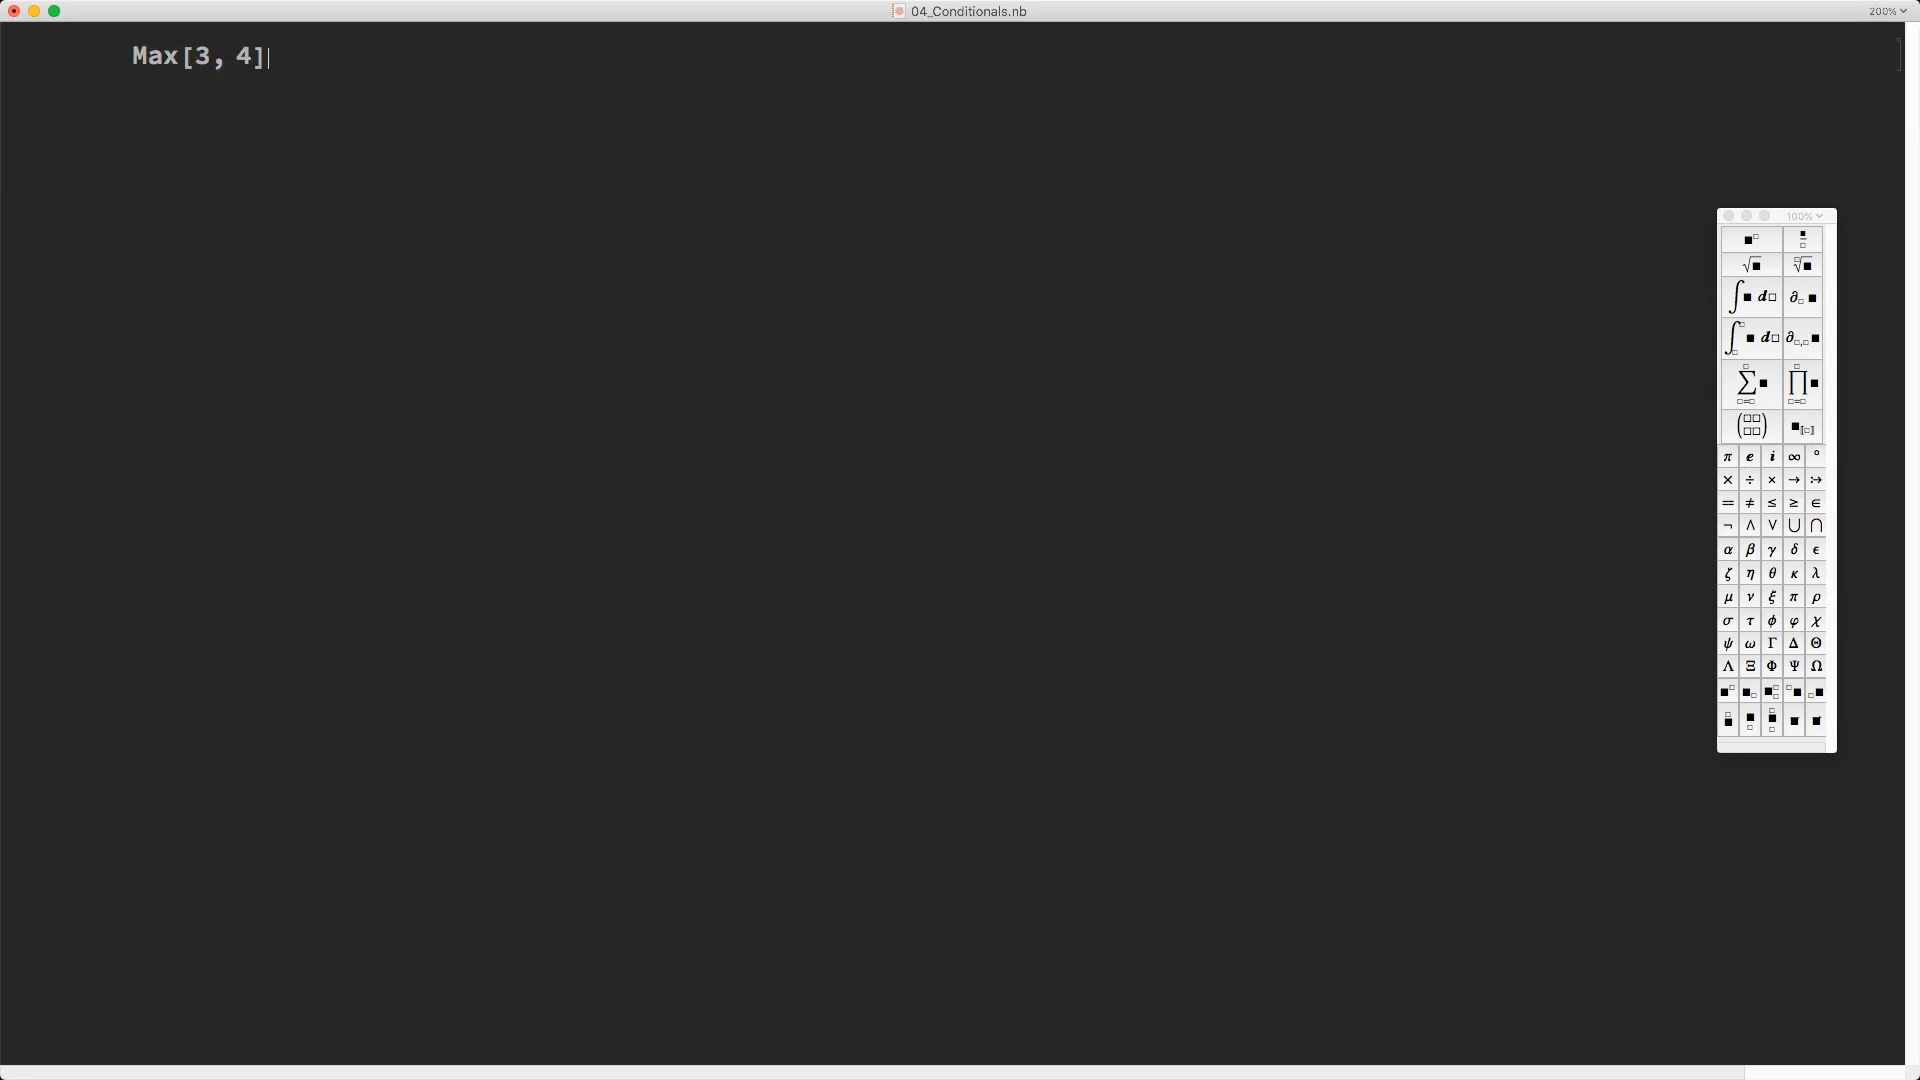 04_Conditionals.nb
200%
Max[3, 4]
100%
■□ ■/□
√■ □√■
∫■ d□ ∂□ ■
∫□□ ■ d□ ∂□,□ ■
∑□□=□ ■ ∏□□=□ ■
(□□ □□) ■⟦□⟧
π e i ∞ °
× ÷ × → :→
== ≠ ≤ ≥ ∈
¬ ∧ ∨ ∪ ∩
α β γ δ ϵ
ζ η θ κ λ
μ ν ξ π ρ
σ τ ϕ φ χ
ψ ω Γ Δ Θ
Λ Ξ Φ Ψ Ω